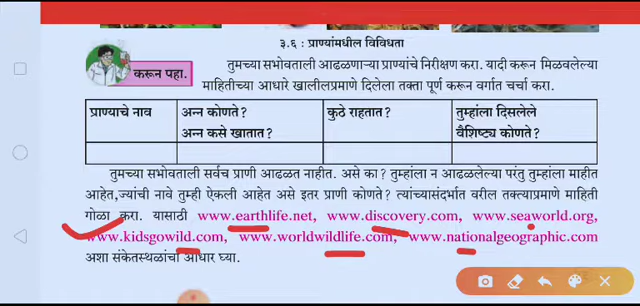 ३.६ : प्राण्यांमधील विविधता
करून पहा.
तुमच्या सभोवताली आढळणाऱ्या प्राण्यांचे निरीक्षण करा. यादी करून मिळवलेल्या
माहितीच्या आधारे खालीलप्रमाणे दिलेला तक्ता पूर्ण करून वर्गात चर्चा करा.
प्राण्याचे नाव
अन्न कोणते?
अन्न कसे खातात?
कुठे राहतात?
तुम्हांला दिसलेले
वैशिष्ट्य कोणते?
तुमच्या सभोवताली सर्वच प्राणी आढळत नाहीत. असे का? तुम्हांला न आढळलेल्या परंतु तुम्हांला माहीत
आहेत,ज्यांची नावे तुम्ही ऐकली आहेत असे इतर प्राणी कोणते? त्यांच्यासंदर्भात वरील तक्त्याप्रमाणे माहिती
गोळा करा. यासाठी www.earthlife.net, www.discovery.com, www.seaworld.org,
www.kidsgowild.com, www.worldwildlife.com, www.nationalgeographic.com
अशा संकेतस्थळांचा आधार घ्या.